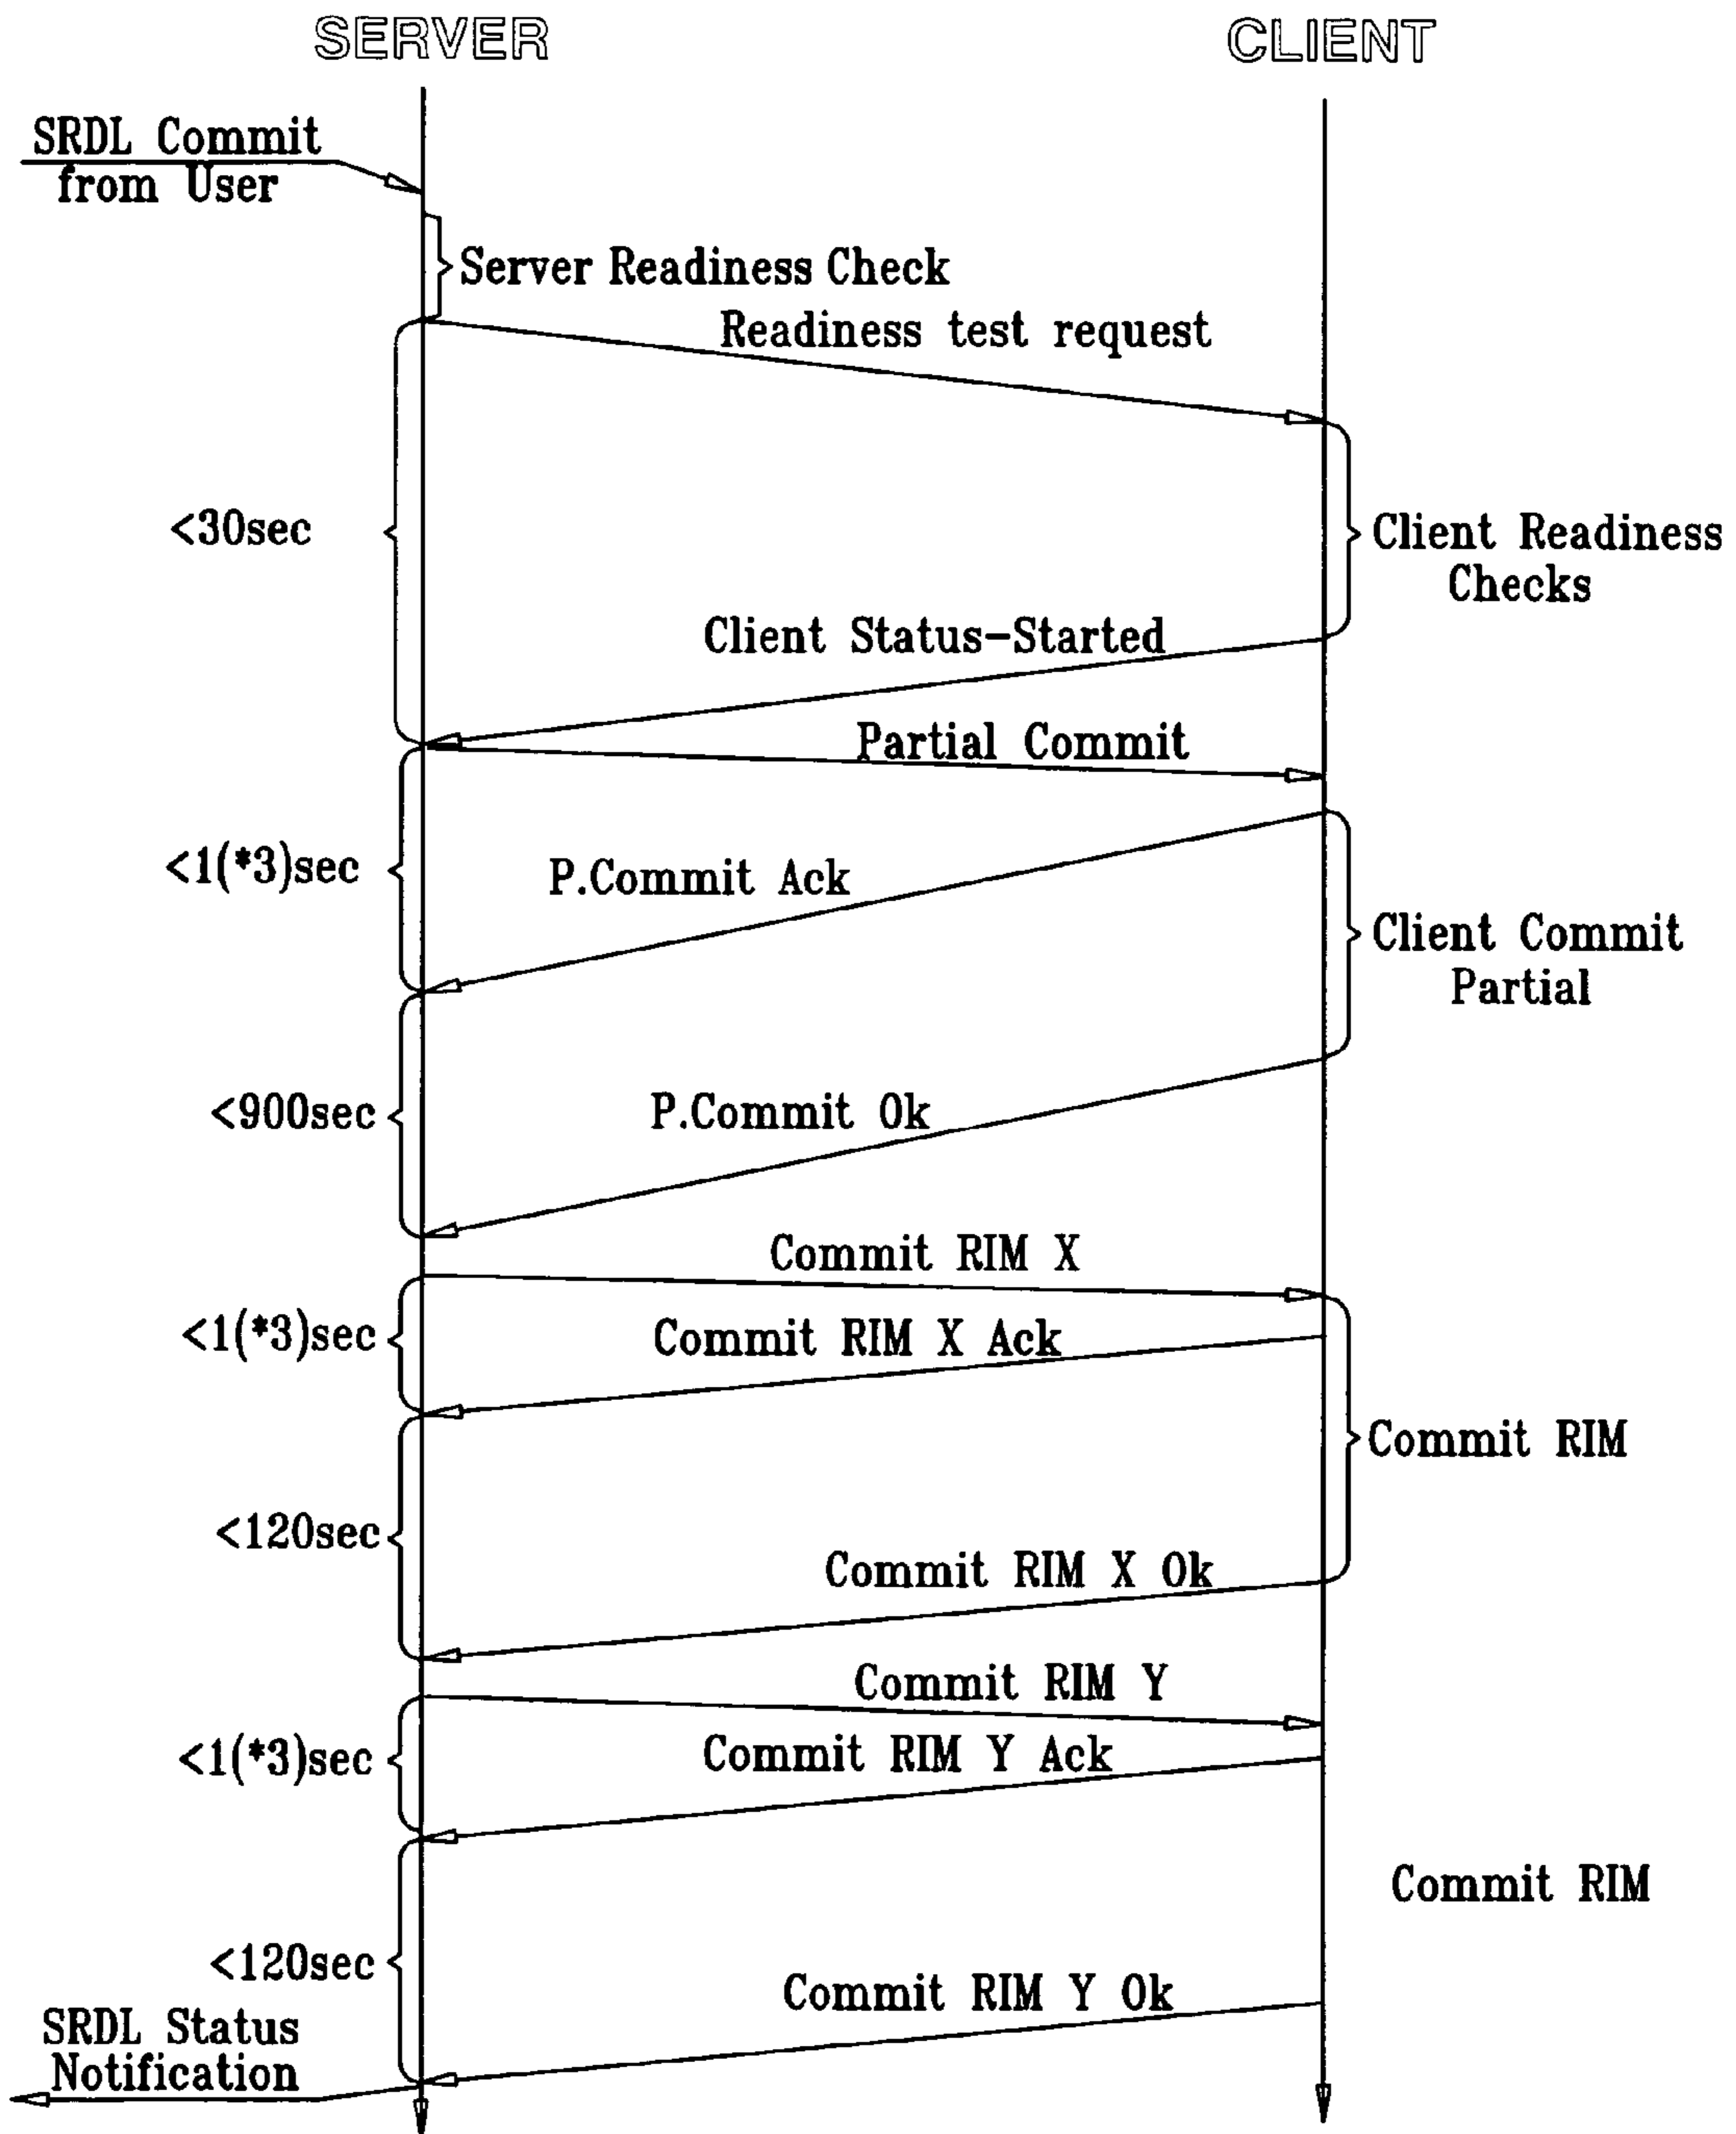 SERVER
CLIENT
SRDL Commit
from User
Server Readiness Check
Readiness test request
<30sec
Client Readiness
Checks
Client Status-Started
Partial Commit
<1(*3)sec
P.Commit Ack
Client Commit
Partial
<900sec
P.Commit Ok
Commit RIM X
<1(*3)sec
Commit RIM X Ack
Commit RIM
<120sec
Commit RIM X Ok
Commit RIM Y
<1(*3)sec
Commit RIM Y Ack
Commit RIM
<120sec
Commit RIM Y Ok
SRDL Status
Notification